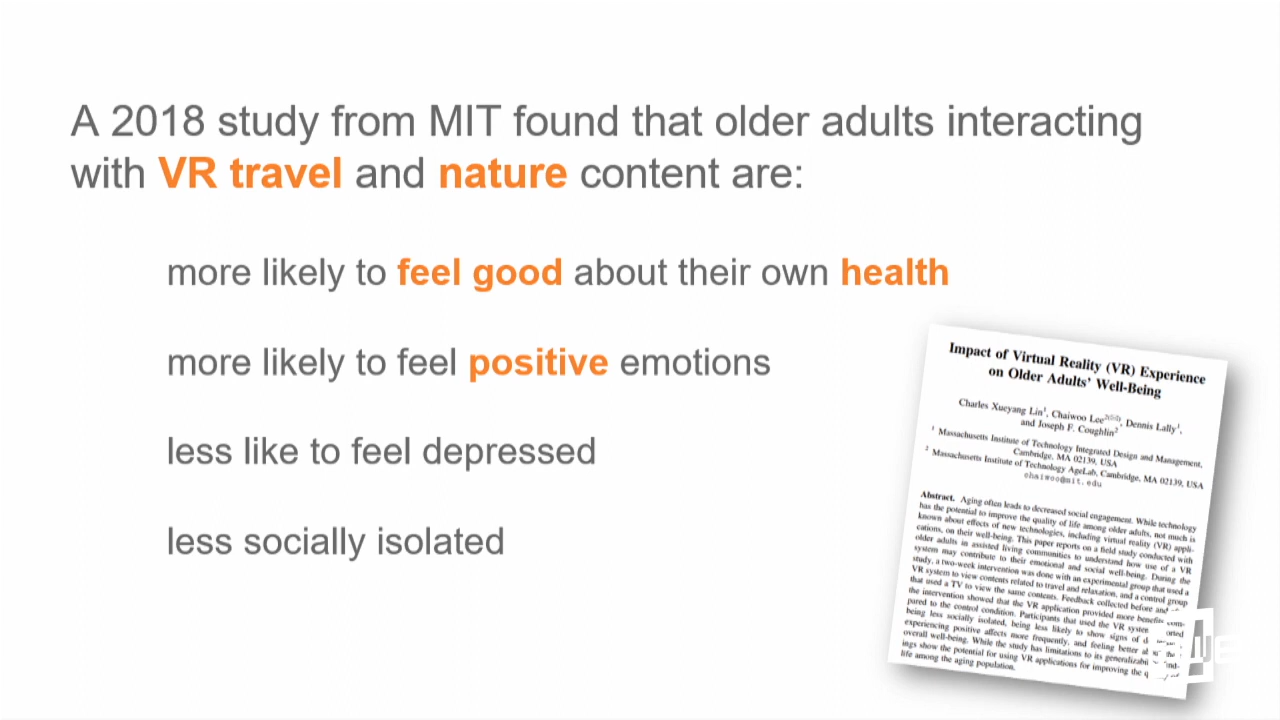 A 2018 study from MIT found that older adults interacting
with VR travel and nature content are:
more likely to feel good about their own health
more likely to feel positive emotions
less like to feel depressed
less socially isolated
Impact of Virtual Reality (VR) Experience
on Older Adults' Well-Being
Charles Xueyang Lin¹, Chaiwoo Lee², Dennis Lally¹,
and Joseph F. Coughlin²
¹ Massachusetts Institute of Technology Integrated Design and Management,
Cambridge, MA 02139, USA
² Massachusetts Institute of Technology AgeLab, Cambridge, MA 02139, USA
chaiwoo@mit.edu
Abstract. Aging often leads to decreased social engagement. While technology
has the potential to improve the quality of life among older adults, not much is
known about effects of new technologies, including virtual reality (VR) appli-
cations, on their well-being. This paper reports on a field study conducted with
older adults in assisted living communities to understand how use of a VR
system may contribute to their emotional and social well-being. During the
study, a two-week intervention was done with an experimental group that used a
VR system to view contents related to travel and relaxation, and a control group
that used a TV to view the same contents. Feedback collected before and
the intervention showed that the VR application provided more benefits com-
pared to the control condition. Participants that used the VR system orted
being less socially isolated, being less likely to show signs of d
experiencing positive affects more frequently, and feeling better a
overall well-being. While the study has limitations to its generalizabili find-
ings show the potential for using VR applications for improving the q of
life among the aging population.